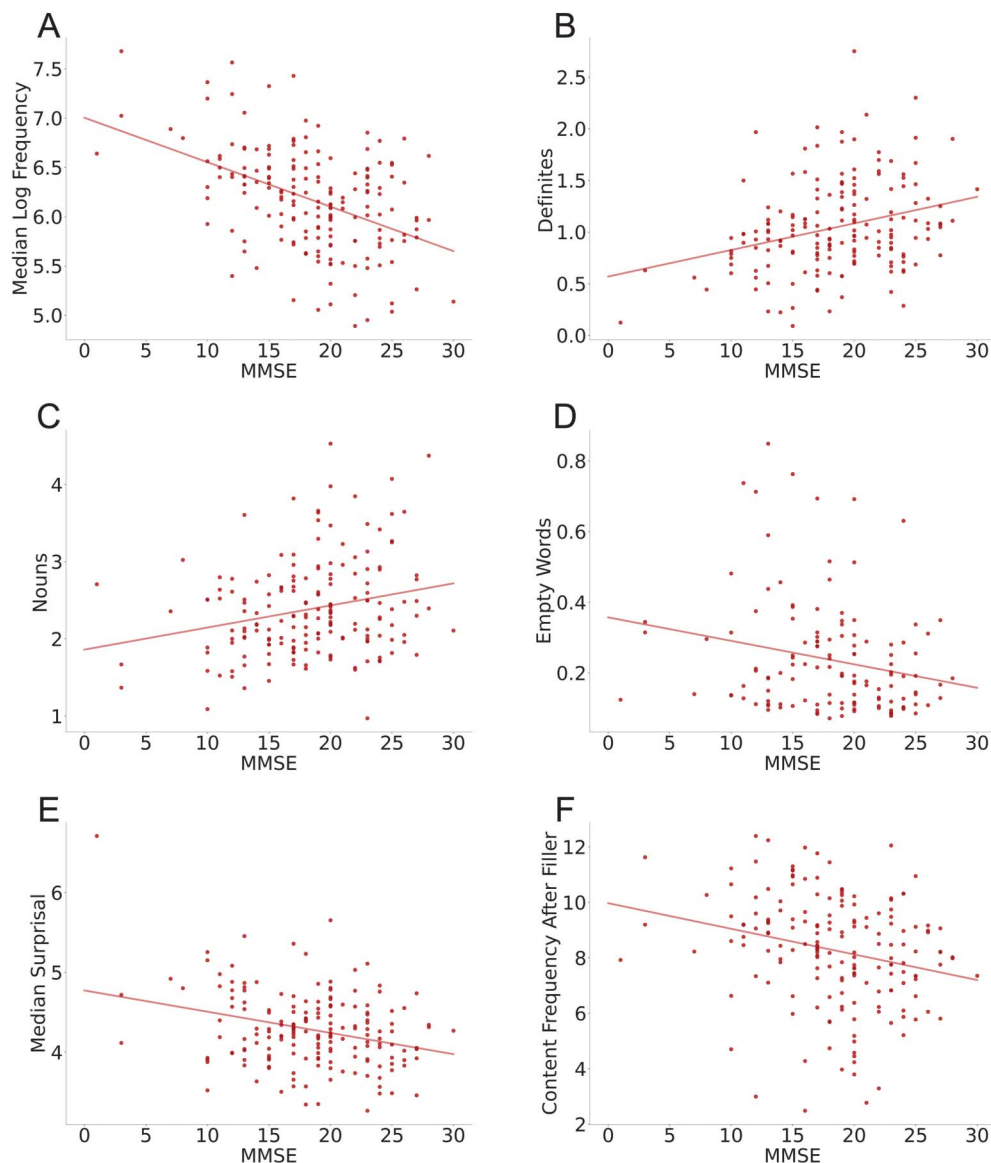 A
Median Log Frequency
7.5
7.0
6.5
6.0
5.5
5.0
0 5 10 15 20 25 30
MMSE
B
Definites
2.5
2.0
1.5
1.0
0.5
0.0
0 5 10 15 20 25 30
MMSE
C
Nouns
4
3
2
1
0 5 10 15 20 25 30
MMSE
D
Empty Words
0.8
0.6
0.4
0.2
0 5 10 15 20 25 30
MMSE
E
Median Surprisal
6
5
4
0 5 10 15 20 25 30
MMSE
F
Content Frequency After Filler
12
10
8
6
4
2
0 5 10 15 20 25 30
MMSE